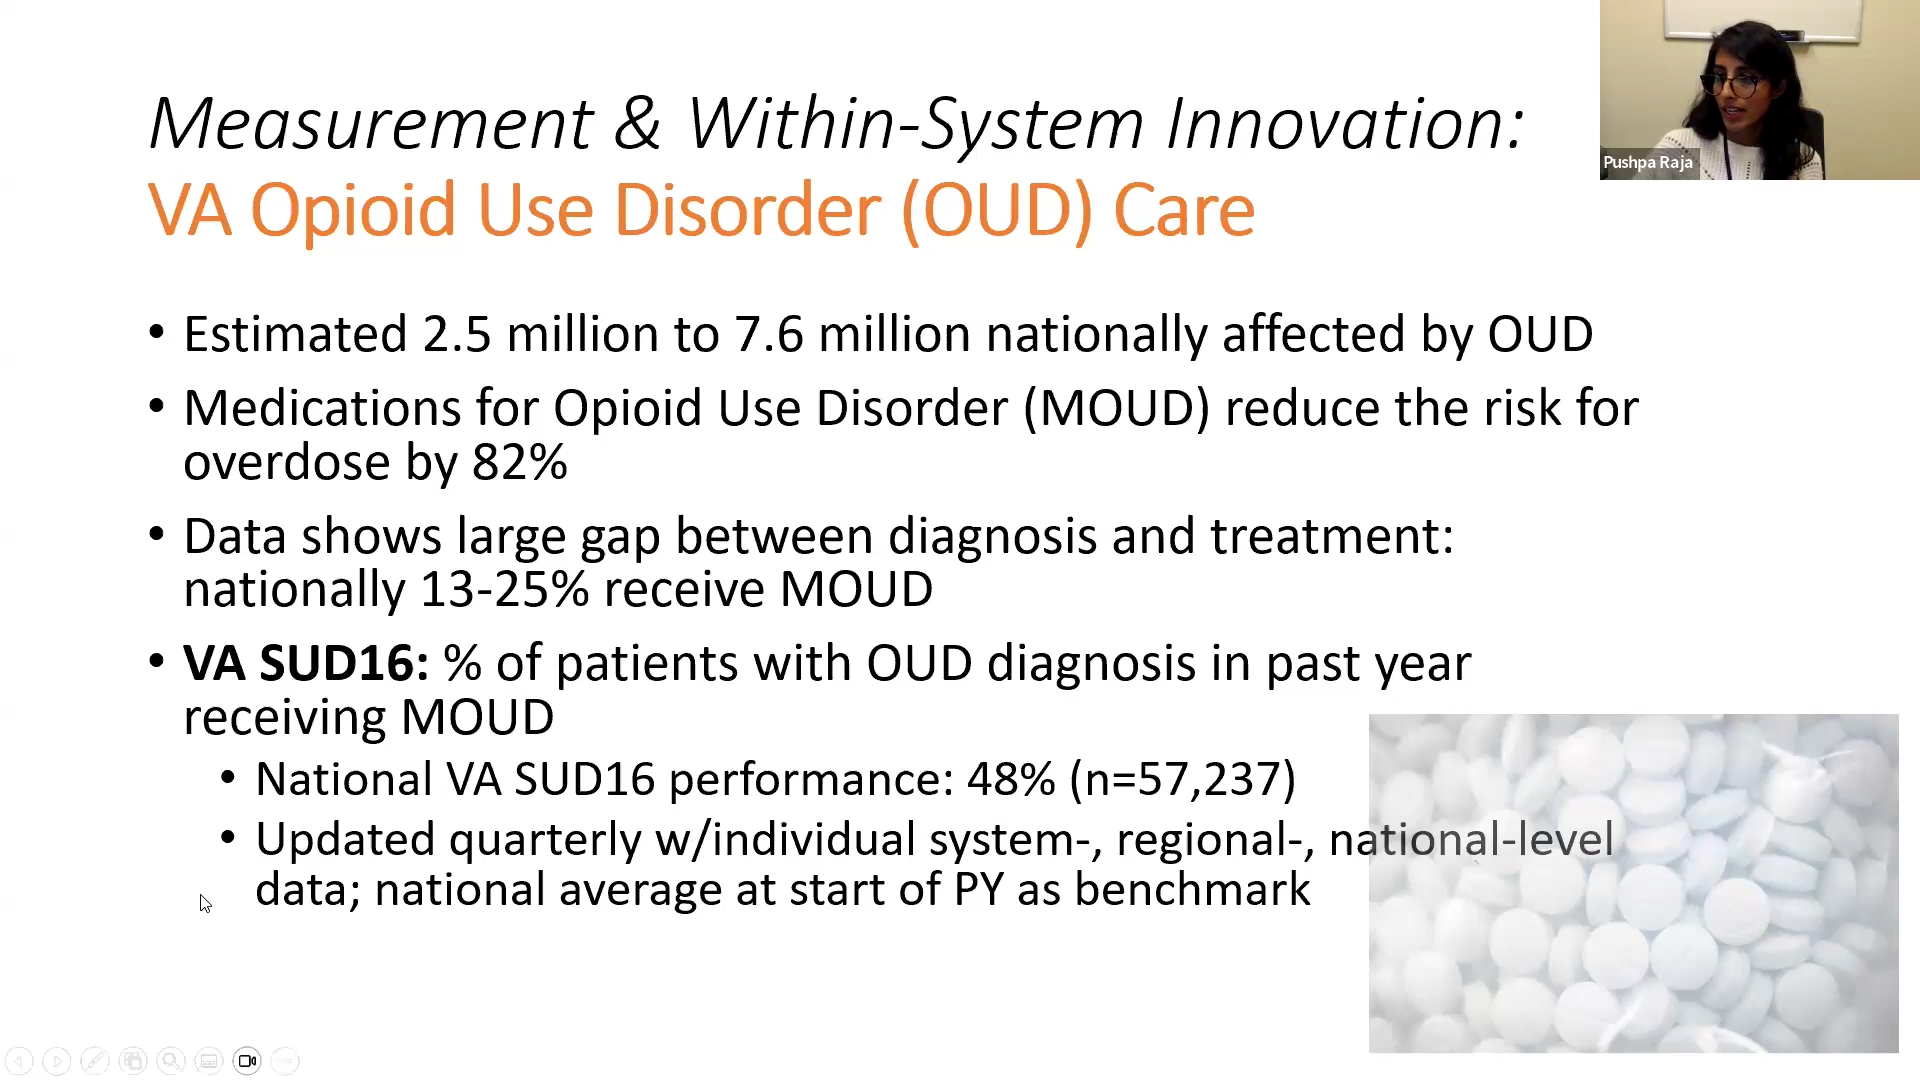 Measurement & Within-System Innovation:
VA Opioid Use Disorder (OUD) Care
Pushpa Raja
• Estimated 2.5 million to 7.6 million nationally affected by OUD
• Medications for Opioid Use Disorder (MOUD) reduce the risk for
overdose by 82%
• Data shows large gap between diagnosis and treatment:
nationally 13-25% receive MOUD
• VA SUD16: % of patients with OUD diagnosis in past year
receiving MOUD
• National VA SUD16 performance: 48% (n=57,237)
• Updated quarterly w/individual system-, regional-, national-level
data; national average at start of PY as benchmark